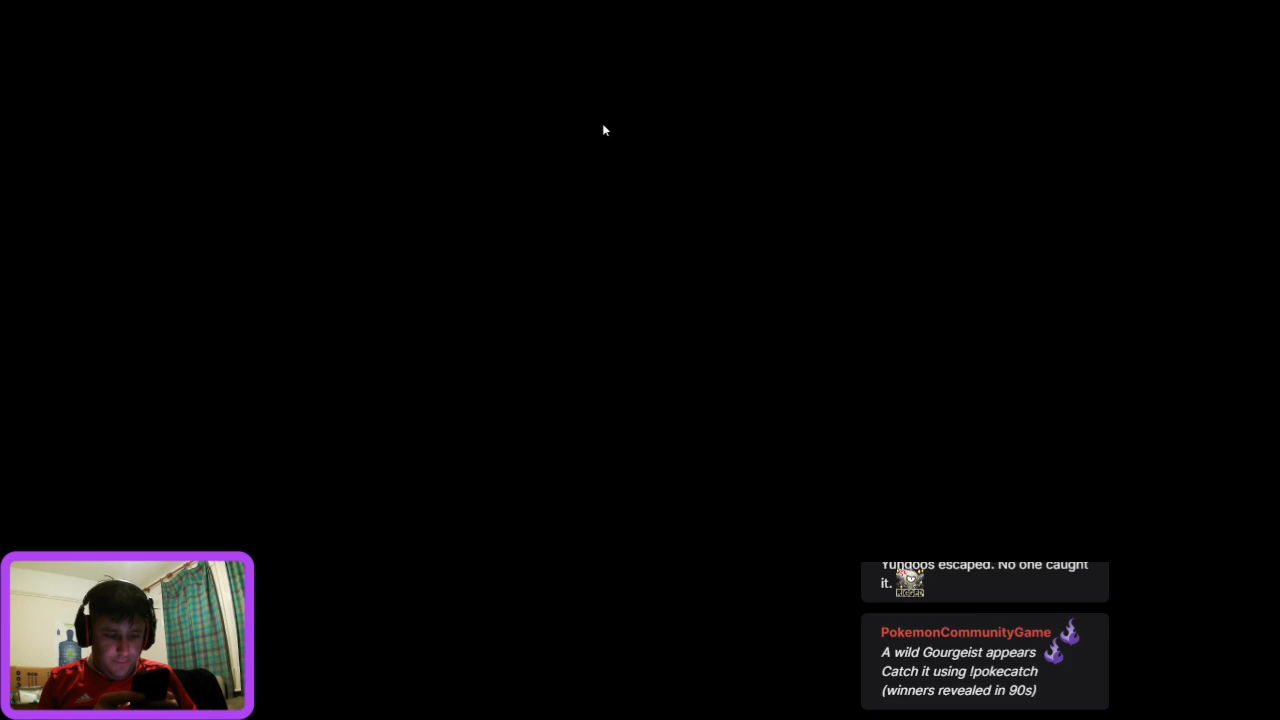 Yungoos escaped. No one caught
it.
PokemonCommunityGame
A wild Gourgeist appears
Catch it using !pokecatch
(winners revealed in 90s)